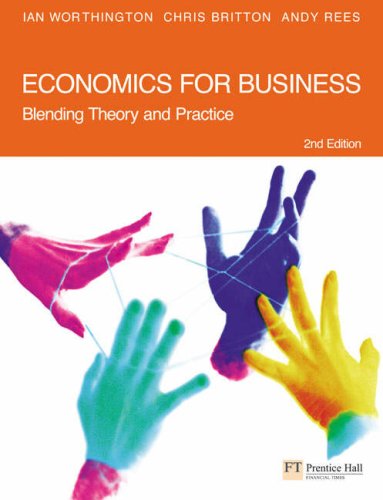 IAN WORTHINGTON CHRIS BRITTON ANDY REES
ECONOMICS FOR BUSINESS
Blending Theory and Practice
2nd Edition
FT Prentice Hall
FINANCIAL TIMES